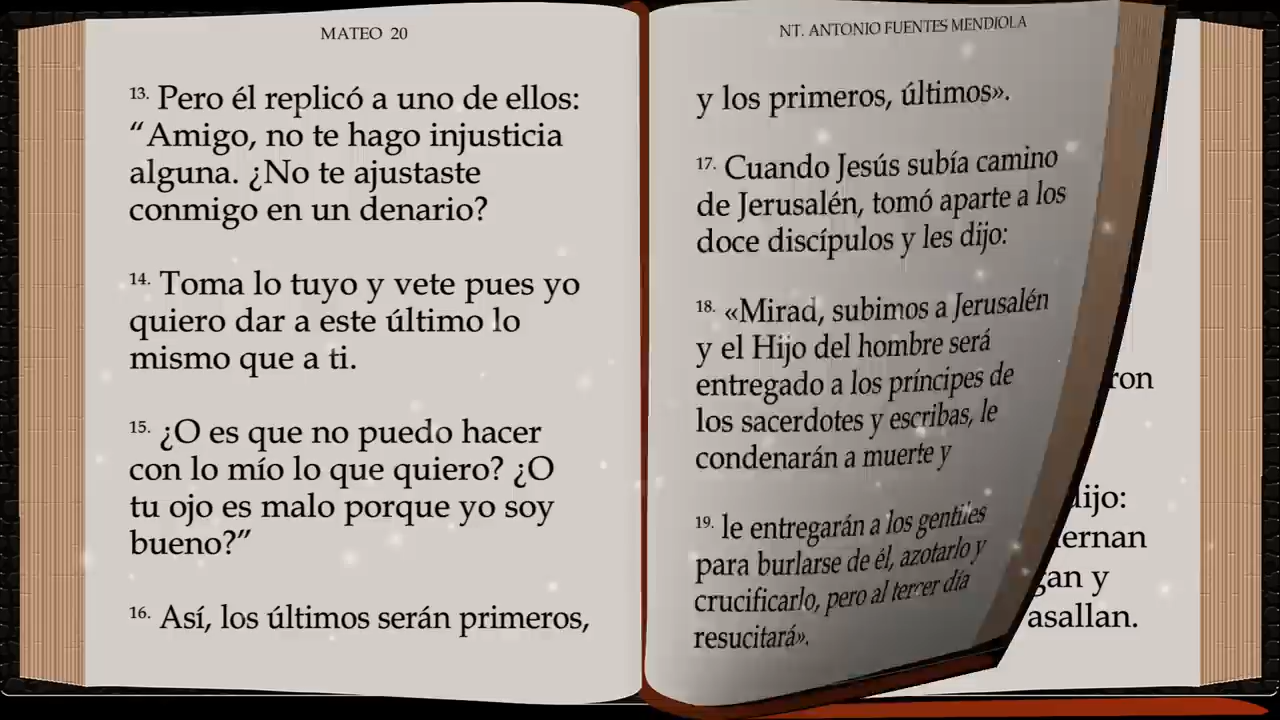 MATEO 20
13. Pero él replicó a uno de ellos:
“Amigo, no te hago injusticia
alguna. ¿No te ajustaste
conmigo en un denario?
14. Toma lo tuyo y vete pues yo
quiero dar a este último lo
mismo que a ti.
15. ¿O es que no puedo hacer
con lo mío lo que quiero? ¿O
tu ojo es malo porque yo soy
bueno?”
16. Así, los últimos serán primeros,
NT. ANTONIO FUENTES MENDIOLA
y los primeros, últimos».
17. Cuando Jesús subía camino
de Jerusalén, tomó aparte a los
doce discípulos y les dijo:
18. «Mirad, subimos a Jerusalén
y el Hijo del hombre será
entregado a los príncipes de
los sacerdotes y escribas, le
condenarán a muerte y
19. le entregarán a los gentiles
para burlarse de él, azotarlo y
crucificarlo, pero al tercer día
resucitará».
y